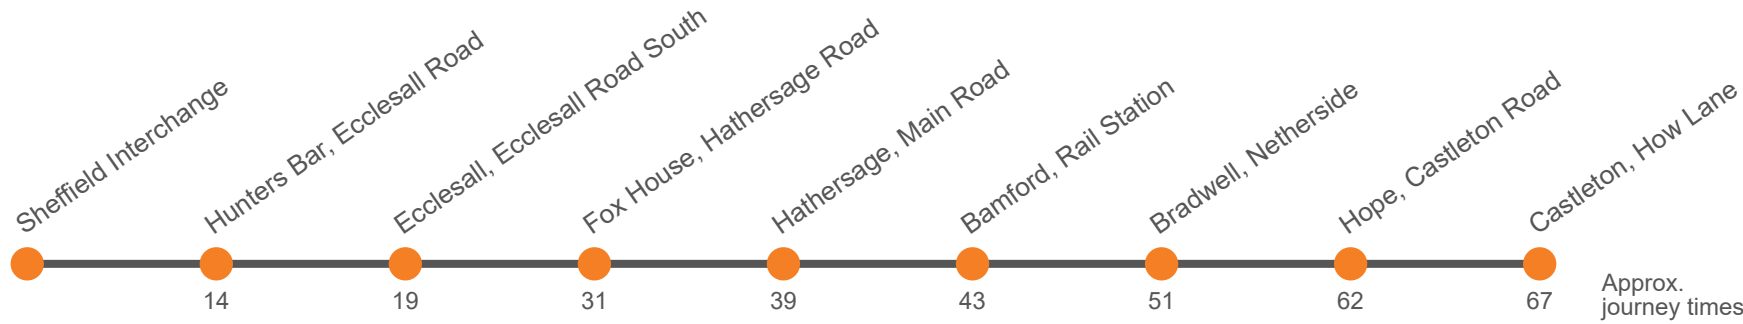 Sheffield Interchange
Hunters Bar, Ecclesall Road
Ecclesall, Ecclesall Road South
Fox House, Hathersage Road
Hathersage, Main Road
Bamford, Rail Station
Bradwell, Netherside
Hope, Castleton Road
Castleton, How Lane
14
19
31
39
43
51
62
67
Approx.
journey times